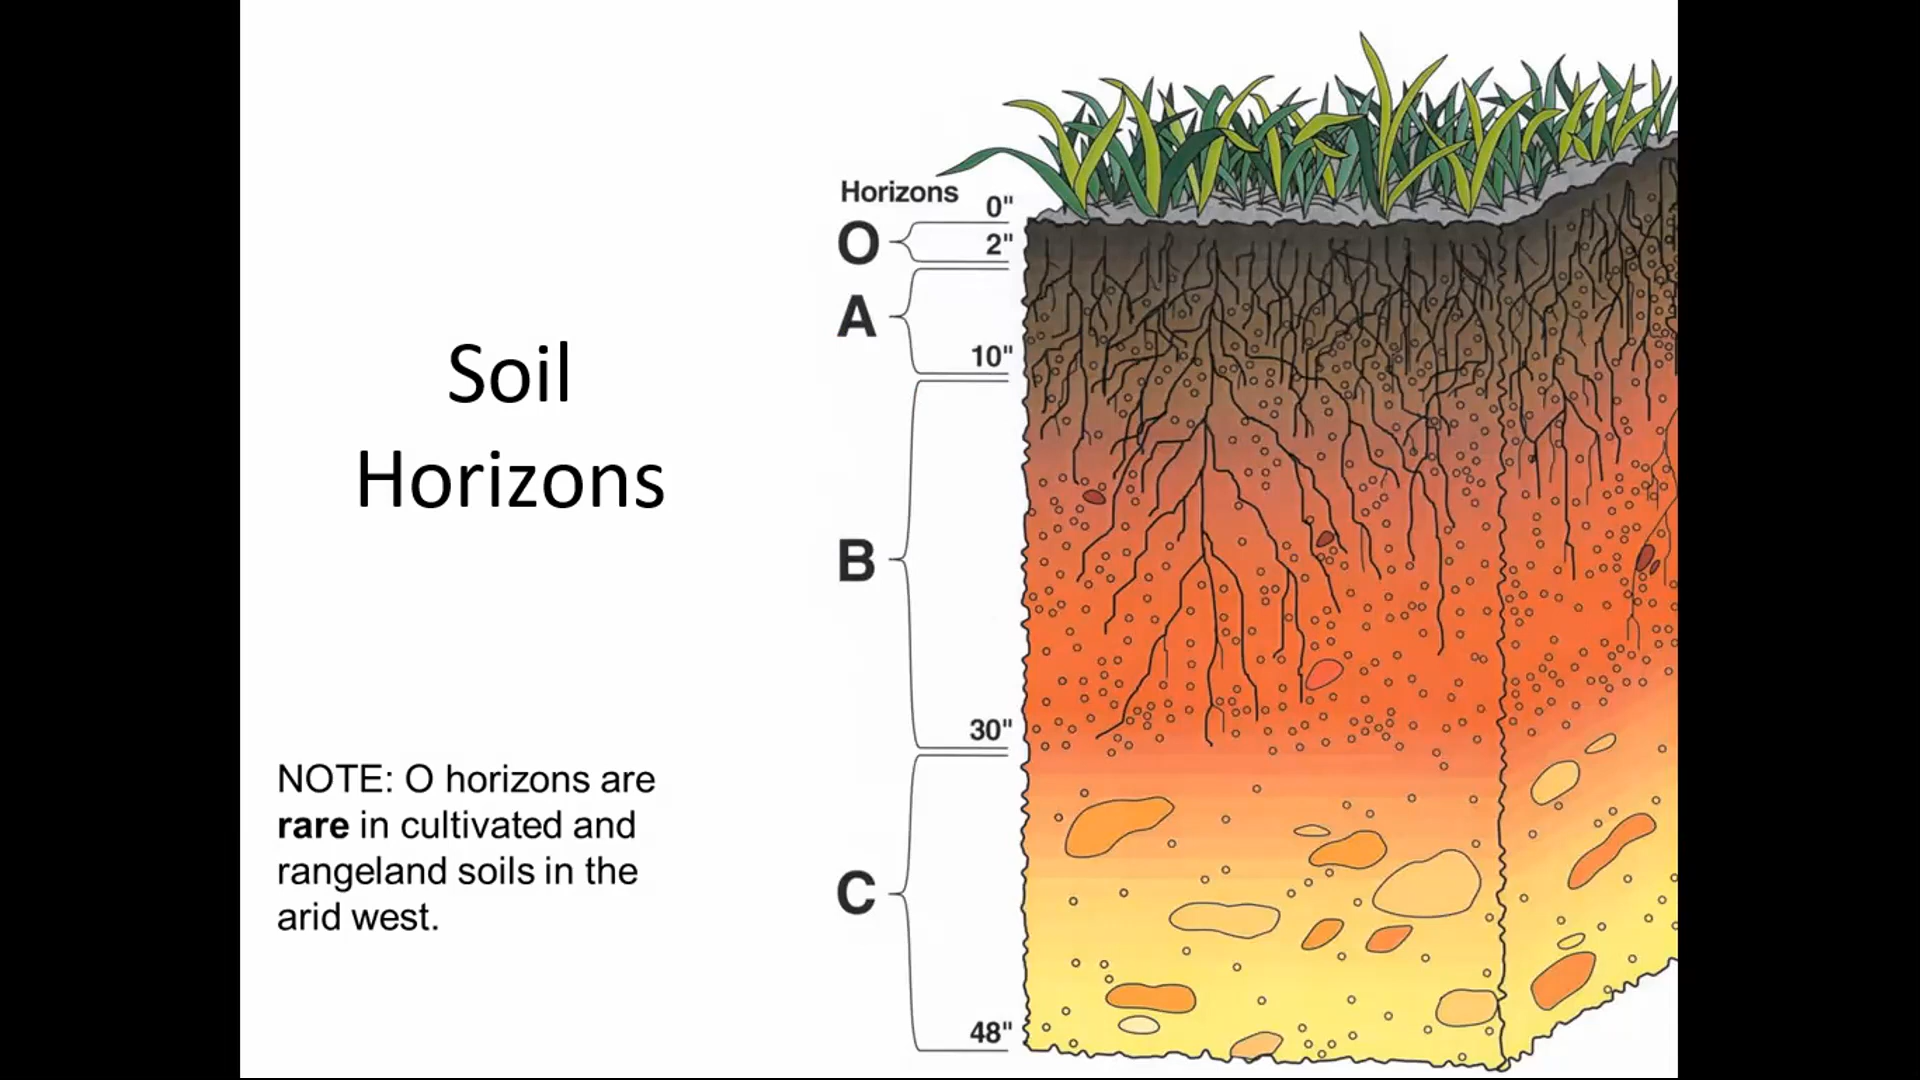 Soil
Horizons
NOTE: O horizons are
rare in cultivated and
rangeland soils in the
arid west.
Horizons
0"
O
2"
A
10"
B
30"
C
48"